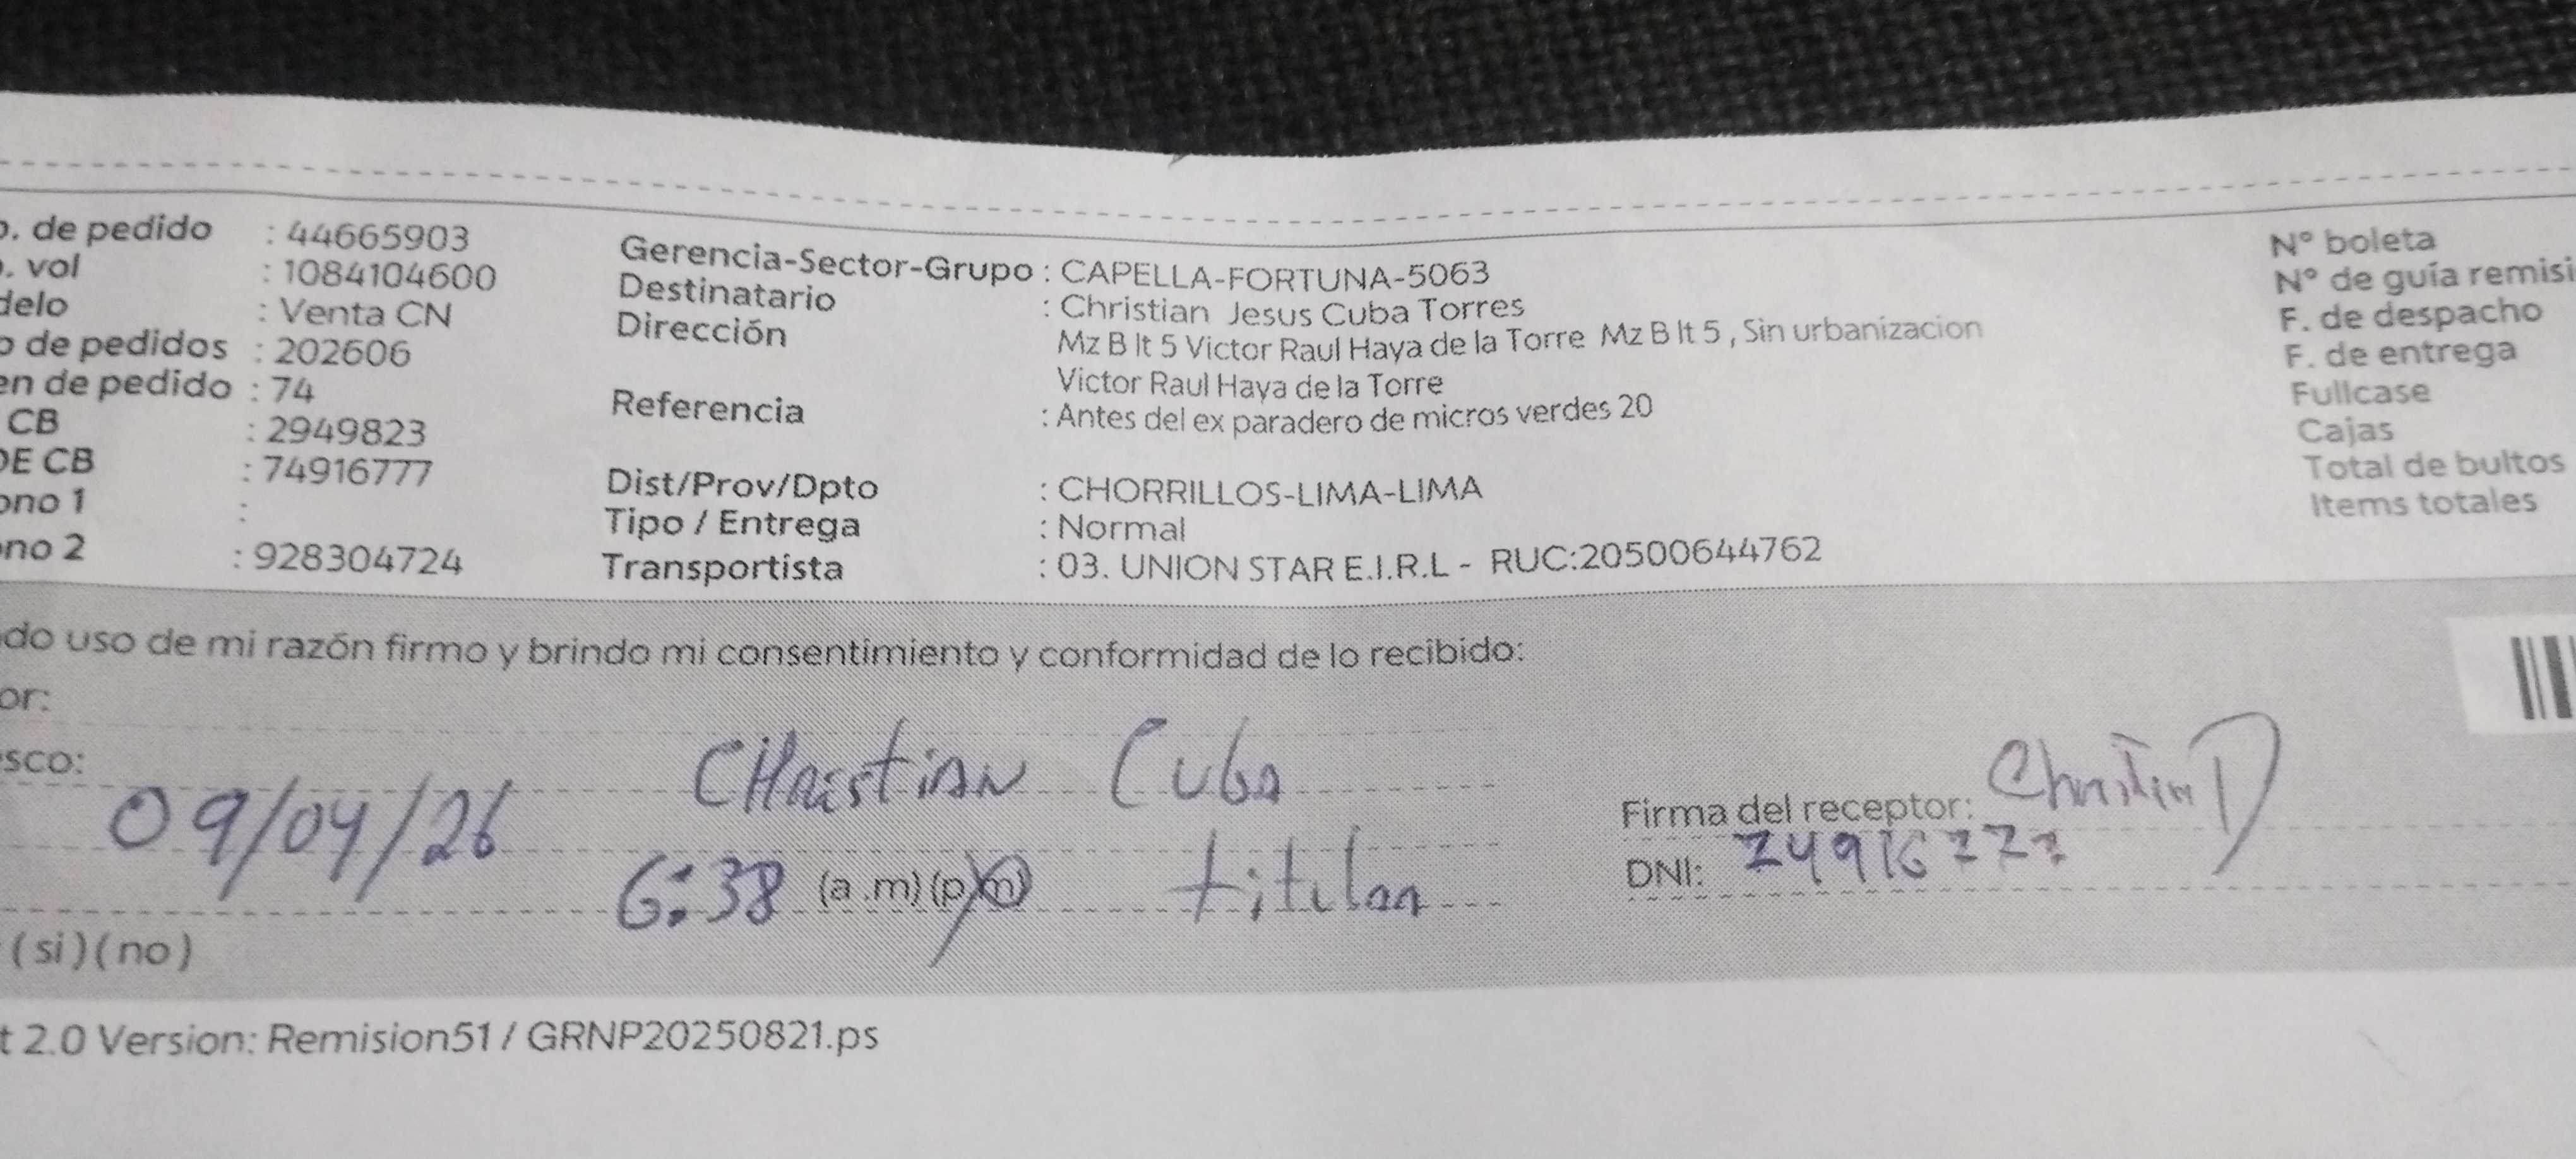 o. de pedido : 44665903
. vol : 1084104600
delo : Venta CN
o de pedidos : 202606
en de pedido : 74
CB : 2949823
DE CB : 74916777
ono 1 :
ono 2 : 928304724
Gerencia-Sector-Grupo : CAPELLA-FORTUNA-5063
Destinatario : Christian Jesus Cuba Torres
Dirección Mz B lt 5 Victor Raul Haya de la Torre Mz B lt 5 , Sin urbanizacion
Victor Raul Haya de la Torre
Referencia : Antes del ex paradero de micros verdes 20
Dist/Prov/Dpto : CHORRILLOS-LIMA-LIMA
Tipo / Entrega : Normal
Transportista : 03. UNION STAR E.I.R.L - RUC:20500644762
N° boleta
N° de guía remisi
F. de despacho
F. de entrega
Fullcase
Cajas
Total de bultos
Items totales
do uso de mi razón firmo y brindo mi consentimiento y conformidad de lo recibido:
or:
CHRistian Cuba
sco:
09/04/26
6:38 (a .m) (p.m) titular
Firma del receptor: Christian
DNI: 74916777
(si) (no)
t 2.0 Version: Remision51 / GRNP20250821.ps